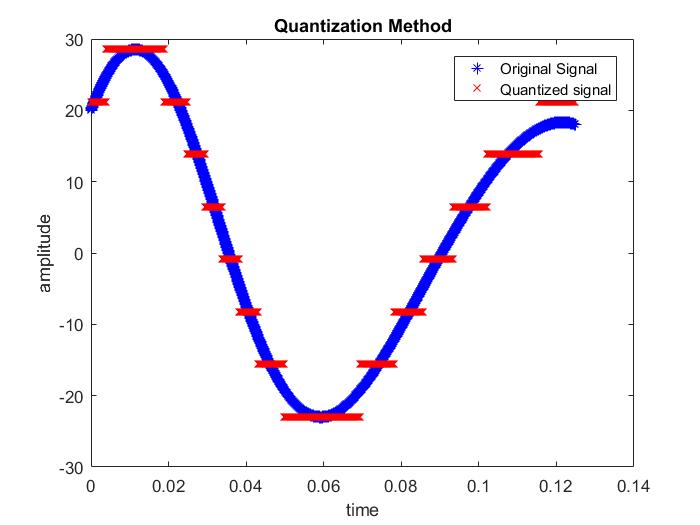 Quantization Method
Original Signal
Quantized signal
30
20
10
0
-10
-20
-30
amplitude
0 0.02 0.04 0.06 0.08 0.1 0.12 0.14
time